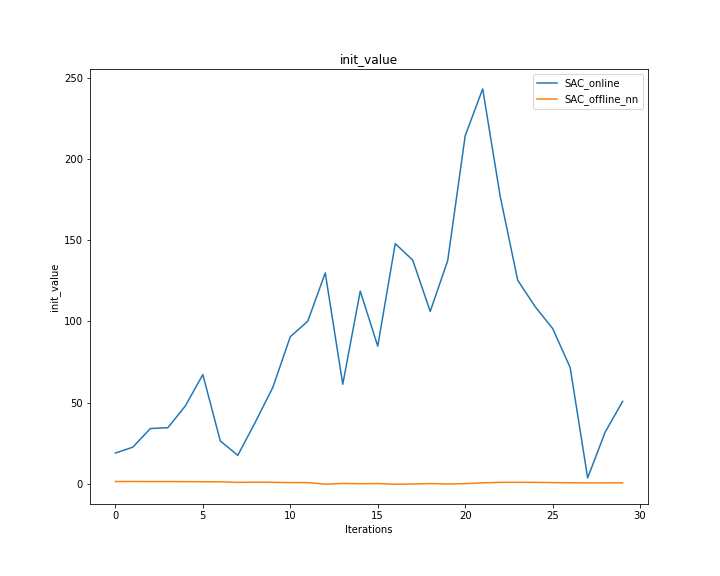 init_value
SAC_online
SAC_offline_nn
250
200
150
100
50
0
init_value
0 5 10 15 20 25 30
Iterations